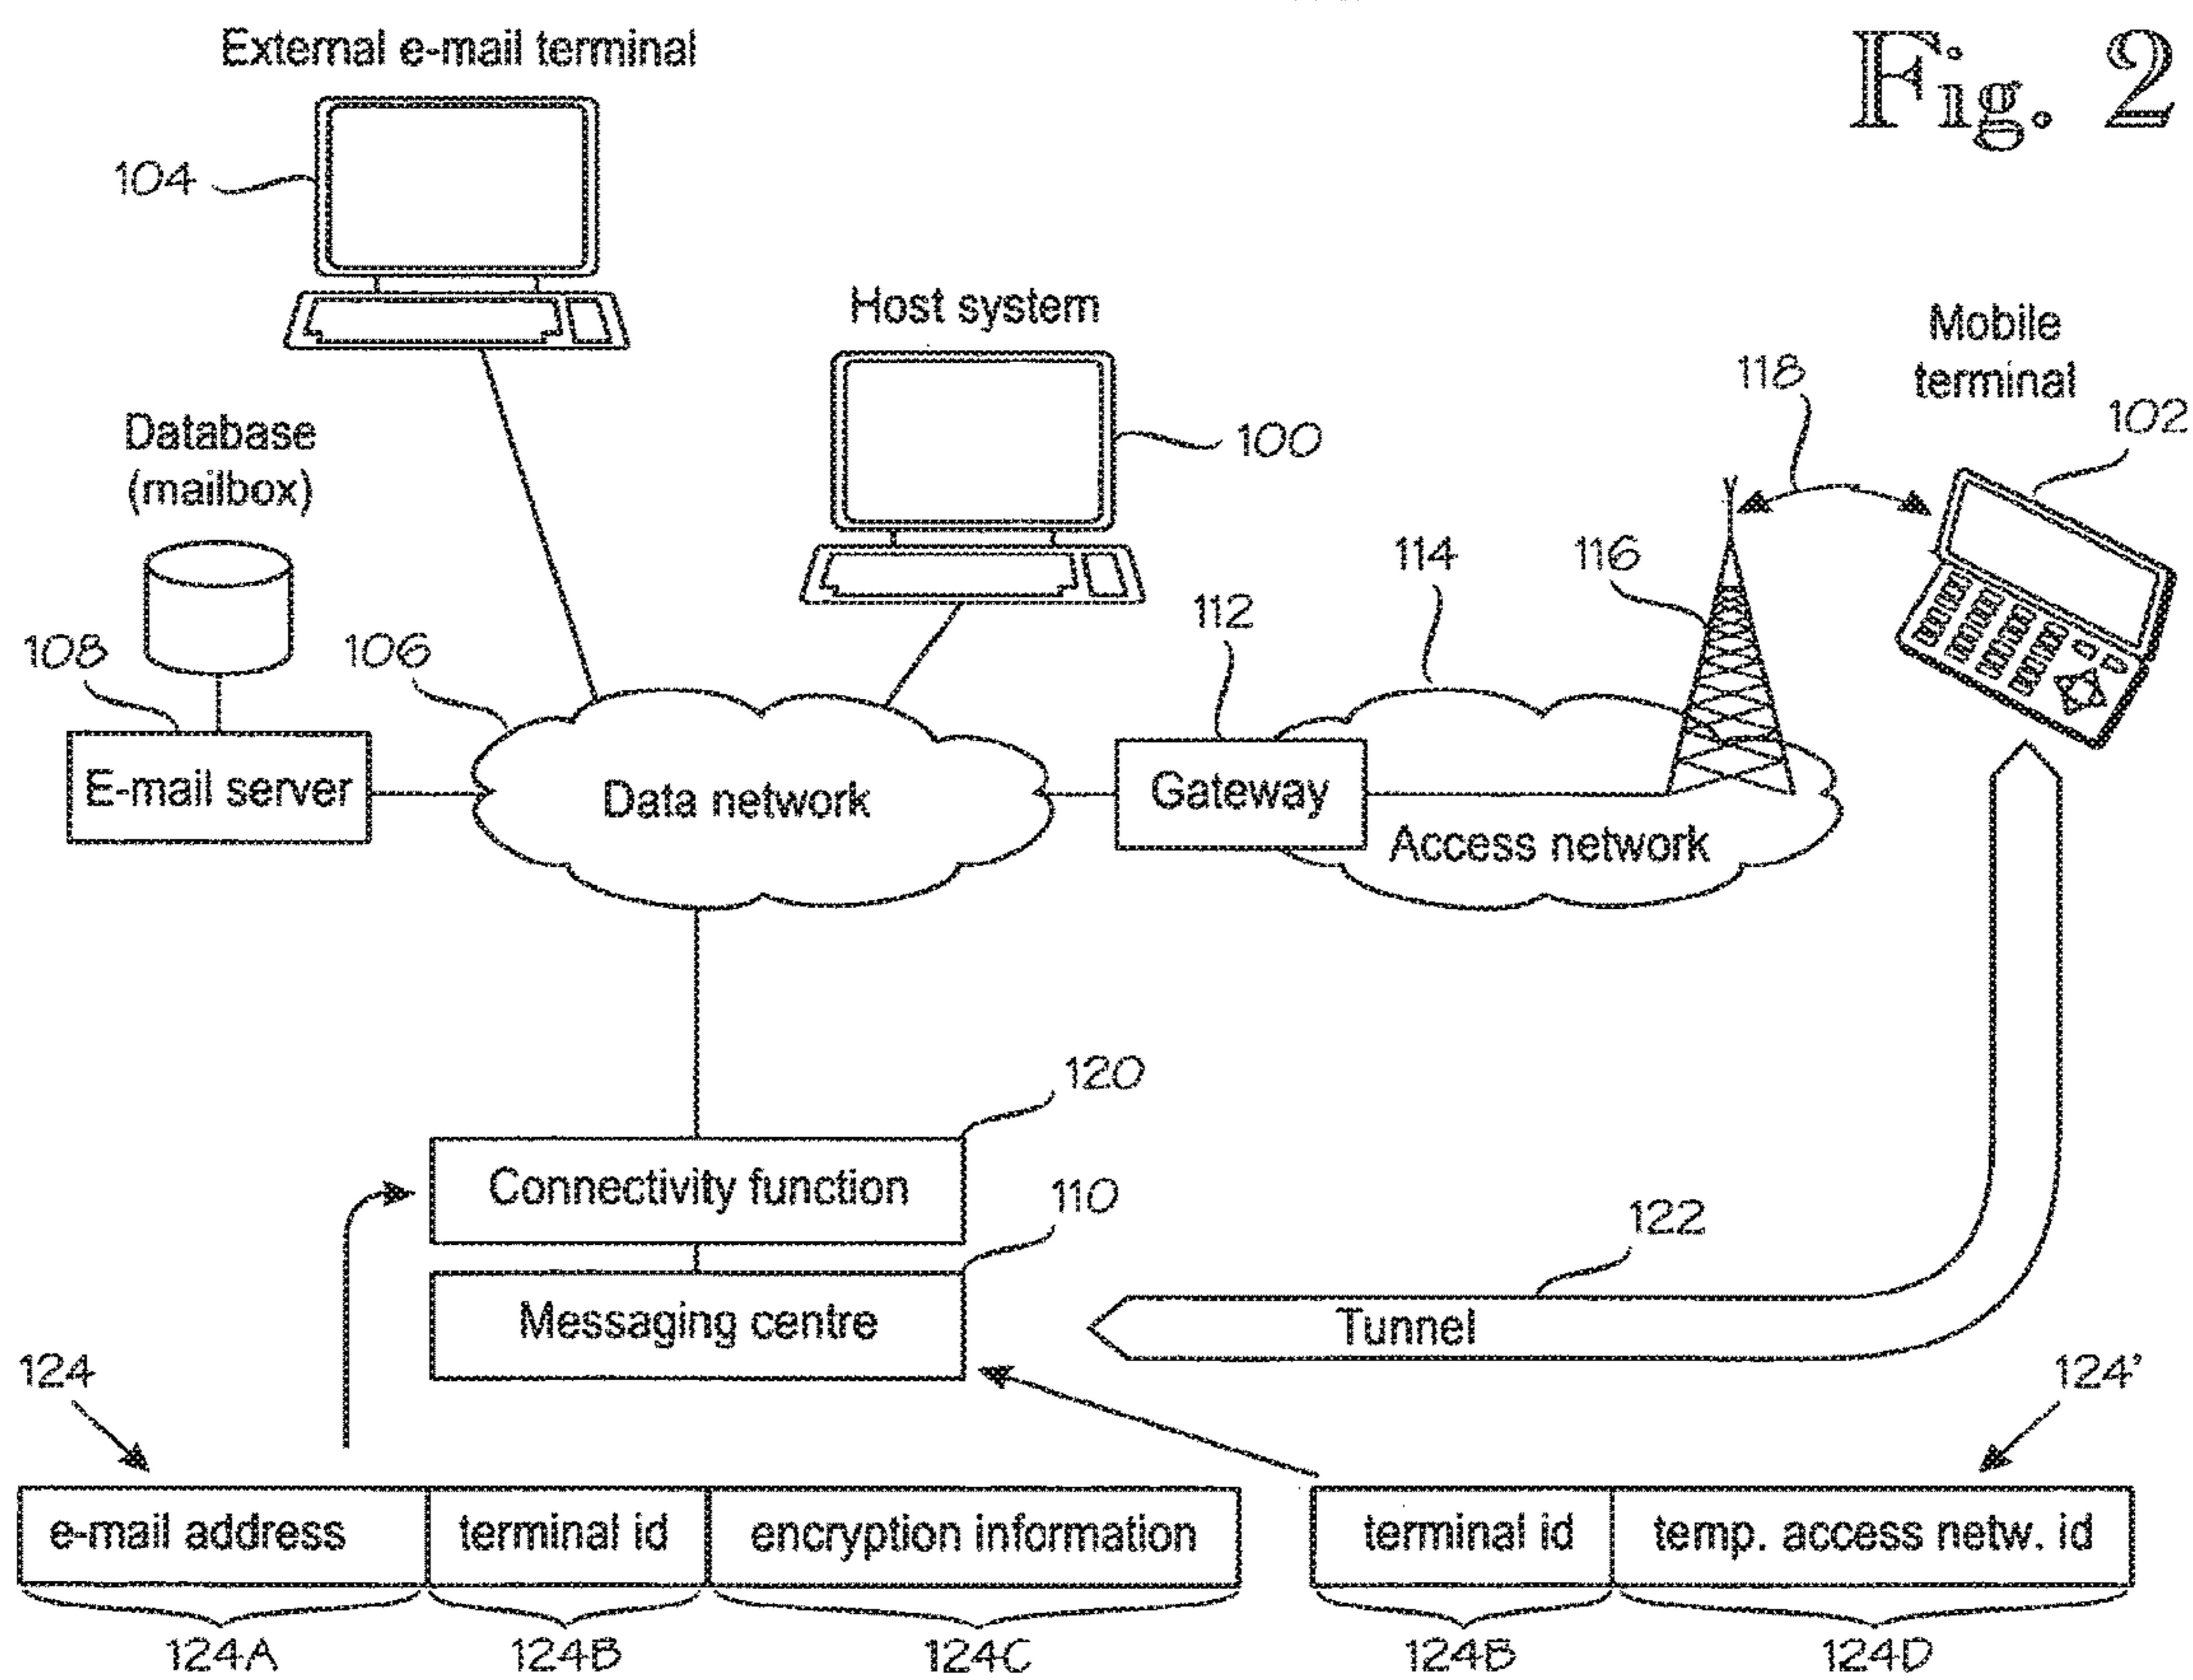 Fig. 2
External e-mail terminal
104
Host system
100
Mobile
terminal
118
102
Database
(mailbox)
108
106
112
114
116
E-mail server
Data network
Gateway
Access network
120
Connectivity function
110
Messaging centre
122
Tunnel
124
124'
e-mail address
terminal id
encryption information
terminal id
temp. access netw. id
124A
124B
124C
124B
124D